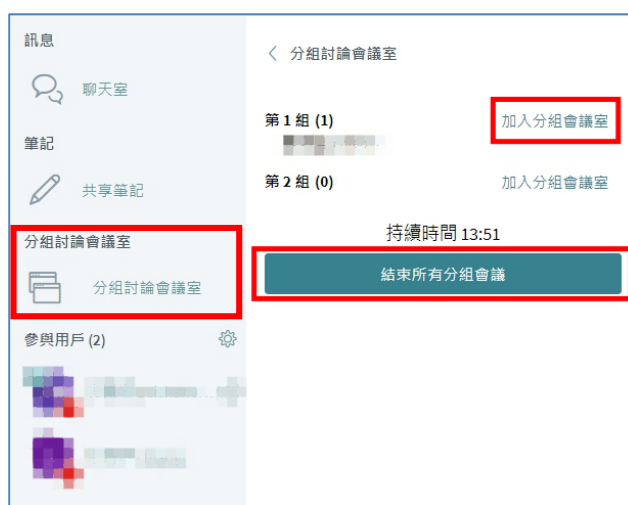 訊息
聊天室
筆記
共享筆記
分組討論會議室
分組討論會議室
參與用戶 (2)
〈 分組討論會議室
第 1 組 (1) 加入分組會議室
第 2 組 (0) 加入分組會議室
持續時間 13:51
結束所有分組會議